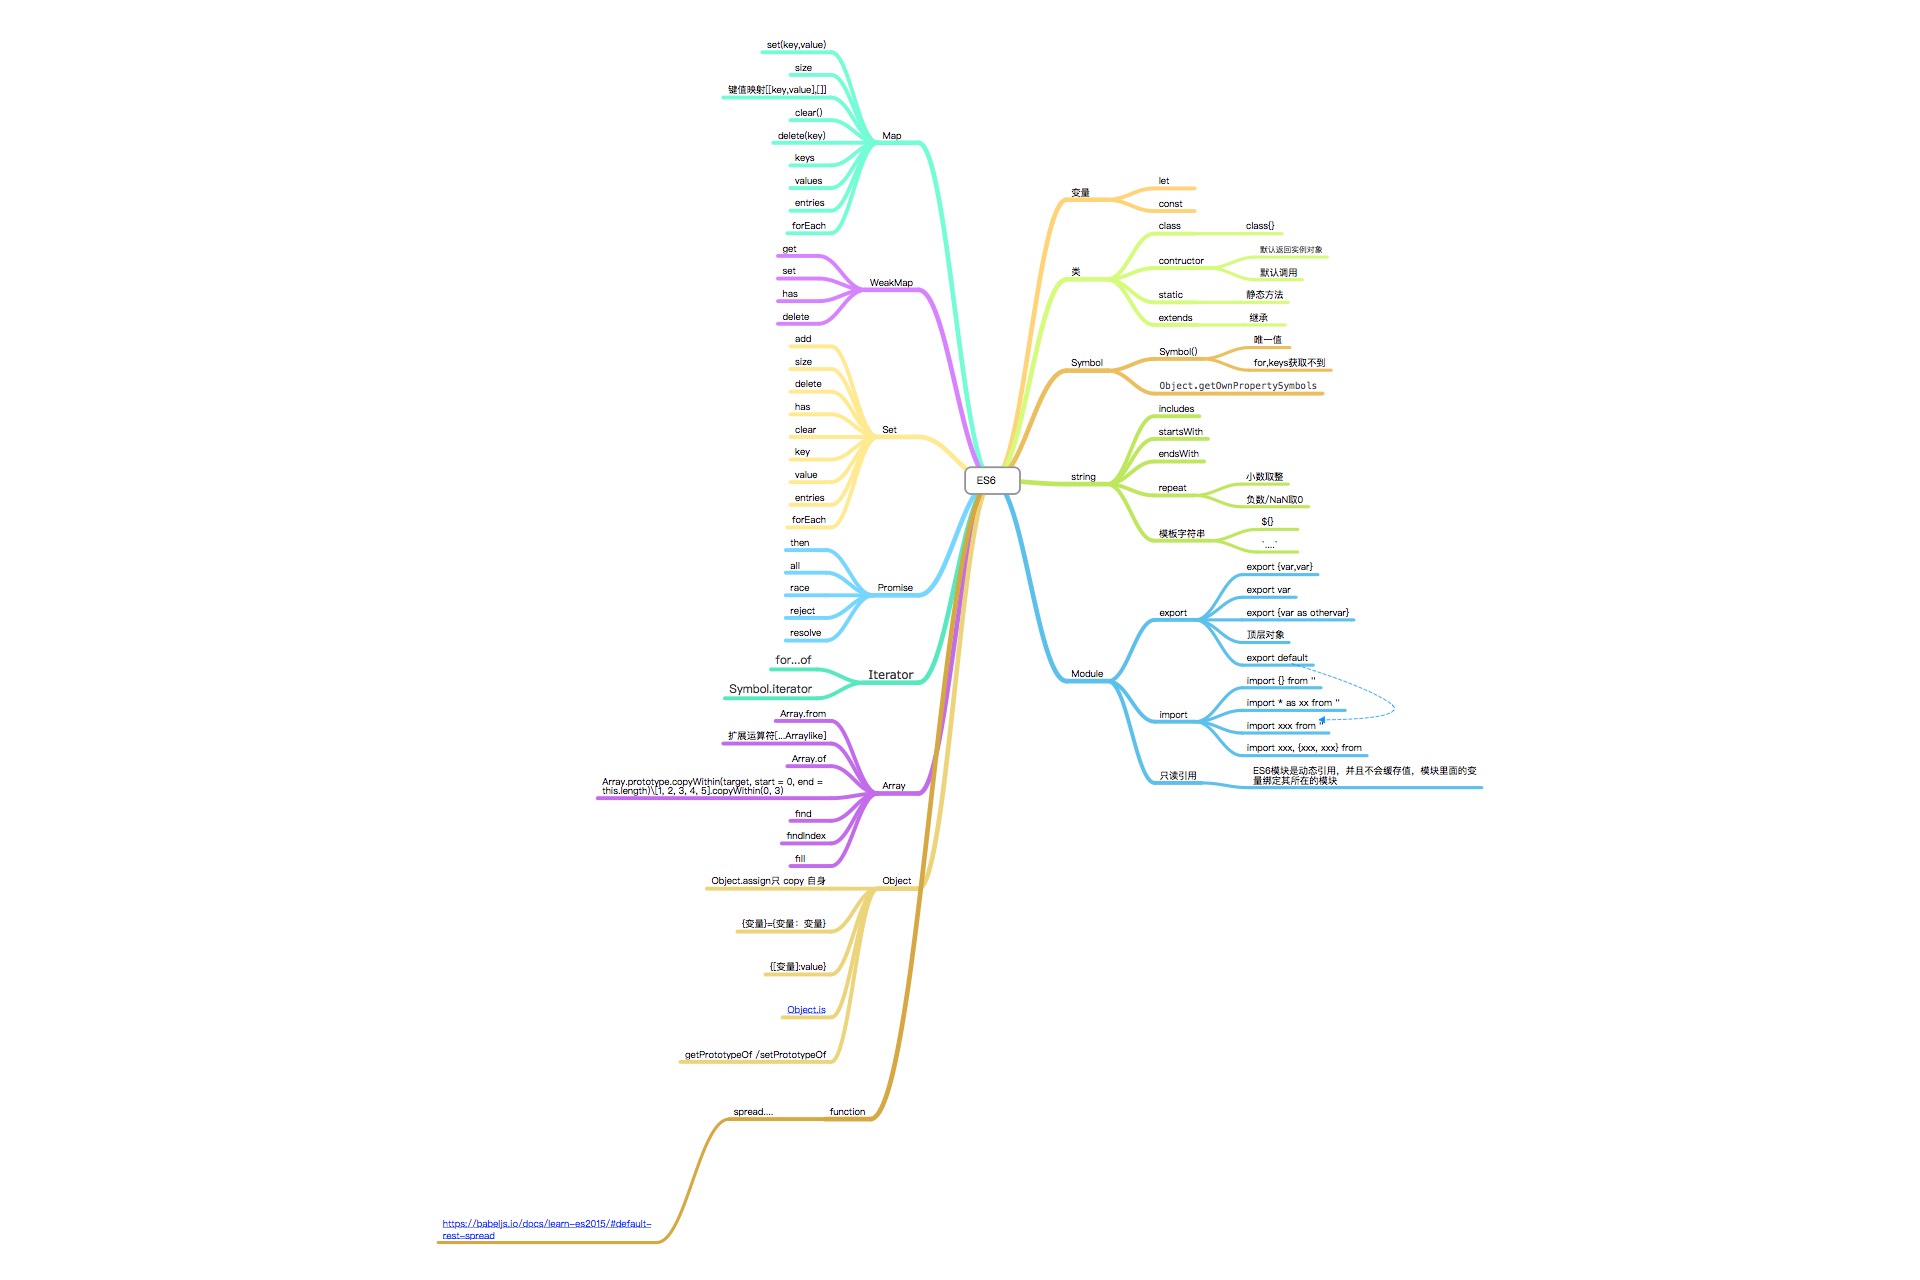 ES6
变量
let
const
类
class
class{}
contructor
默认返回实例对象
默认调用
static
静态方法
extends
继承
Symbol
Symbol()
唯一值
for,keys获取不到
Object.getOwnPropertySymbols
string
includes
startsWith
endsWith
repeat
小数取整
负数/NaN取0
模板字符串
${}
`....`
Module
export
export {var,var}
export var
export {var as othervar}
顶层对象
export default
import
import {} from ''
import * as xx from ''
import xxx from ''
import xxx, {xxx, xxx} from
只读引用
ES6模块是动态引用，并且不会缓存值，模块里面的变
量绑定其所在的模块
Map
set(key,value)
size
键值映射[[key,value],[]]
clear()
delete(key)
keys
values
entries
forEach
WeakMap
get
set
has
delete
Set
add
size
delete
has
clear
key
value
entries
forEach
Promise
then
all
race
reject
resolve
Iterator
for...of
Symbol.iterator
Array
Array.from
扩展运算符[...Arraylike]
Array.of
Array.prototype.copyWithin(target, start = 0, end =
this.length)\[1, 2, 3, 4, 5].copyWithin(0, 3)
find
findIndex
fill
Object
Object.assign只 copy 自身
{变量}={变量：变量}
{[变量]:value}
Object.is
getPrototypeOf /setPrototypeOf
function
spread....
https://babeljs.io/docs/learn-es2015/#default-
rest-spread